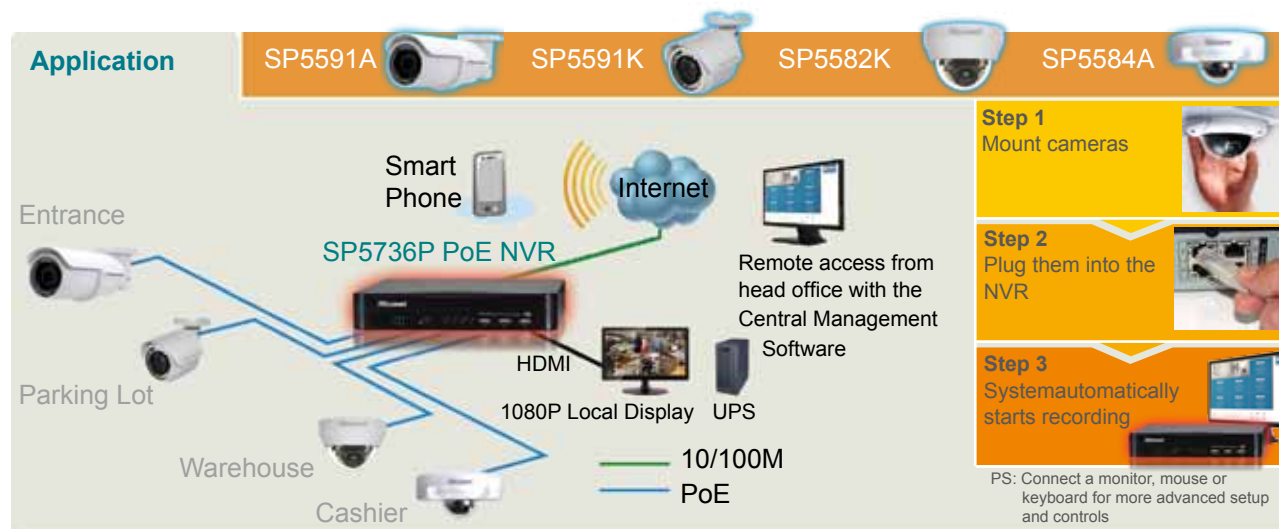 Application
SP5591A
SP5591K
SP5582K
SP5584A
Smart
Phone
Internet
Entrance
SP5736P PoE NVR
Remote access from
head office with the
Central Management
Software
Parking Lot
HDMI
1080P Local Display
UPS
Warehouse
Cashier
10/100M
PoE
Step 1
Mount cameras
Step 2
Plug them into the
NVR
Step 3
Systemautomatically
starts recording
PS: Connect a monitor, mouse or
keyboard for more advanced setup
and controls